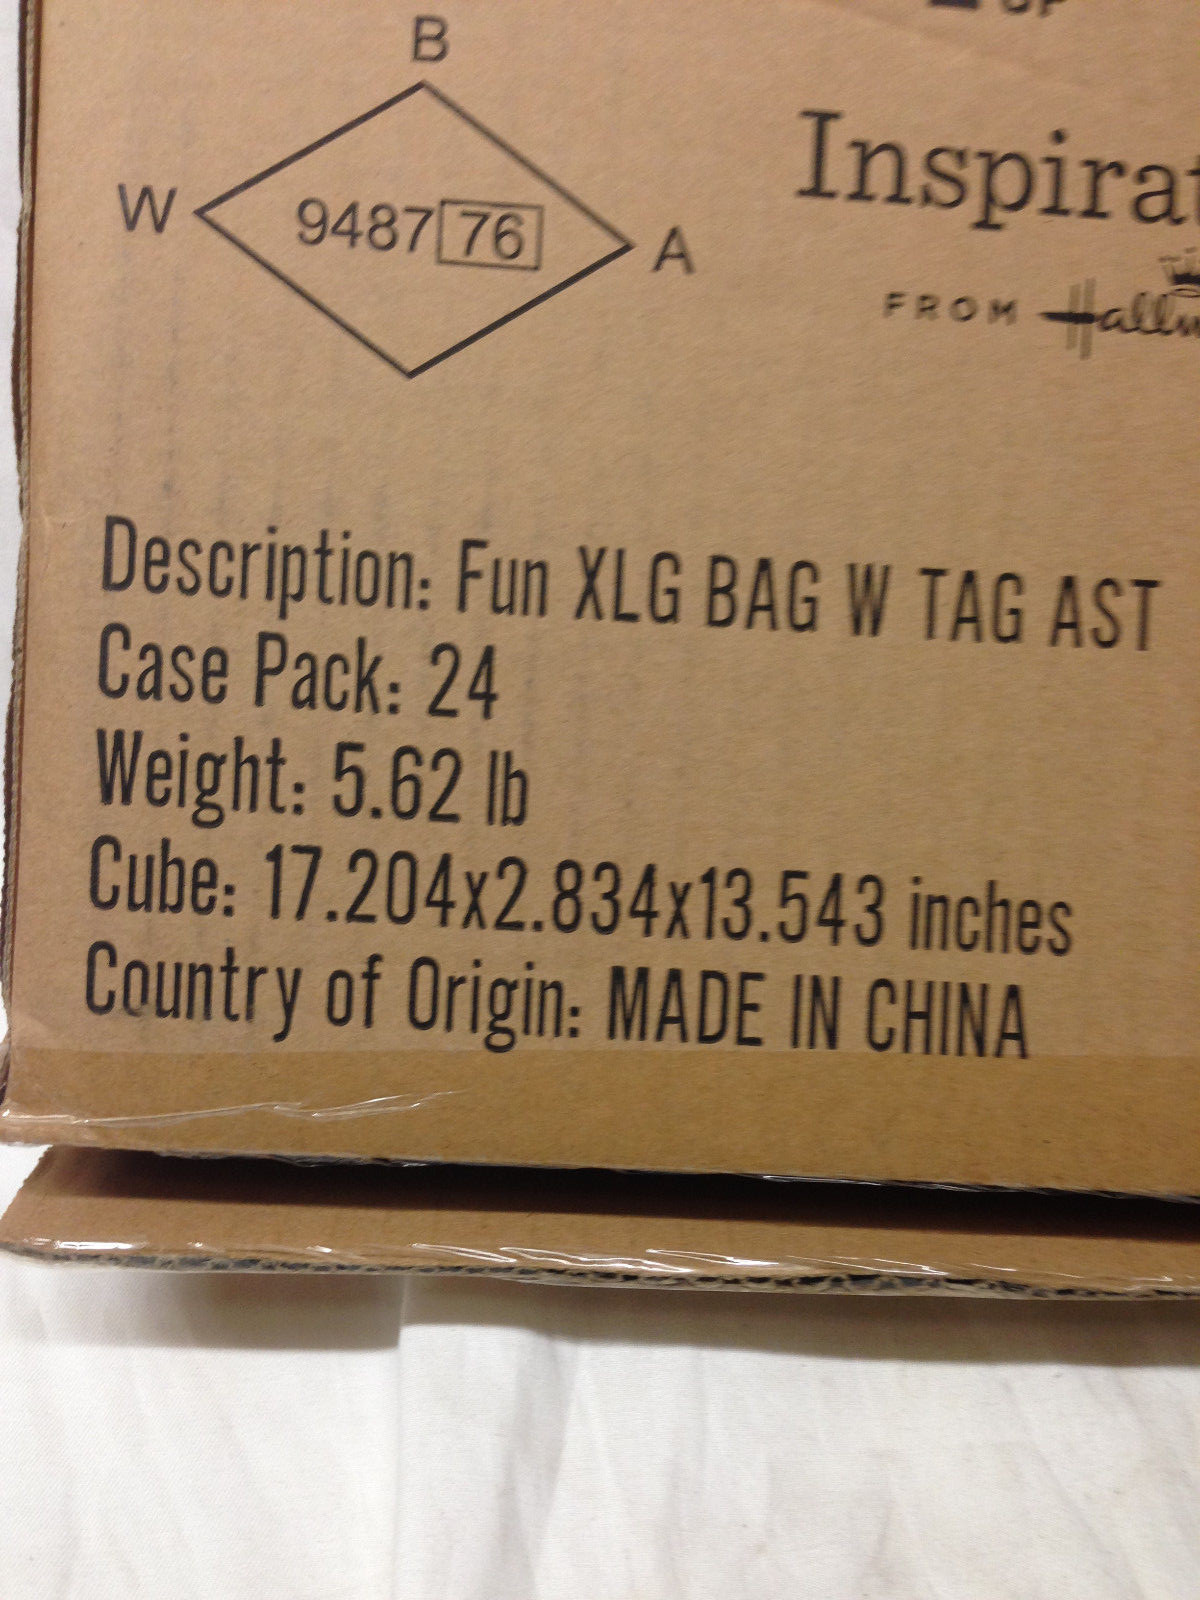 B
W 9487 76 A
Inspirat
FROM Hallm
Description: Fun XLG BAG W TAG AST
Case Pack: 24
Weight: 5.62 lb
Cube: 17.204x2.834x13.543 inches
Country of Origin: MADE IN CHINA